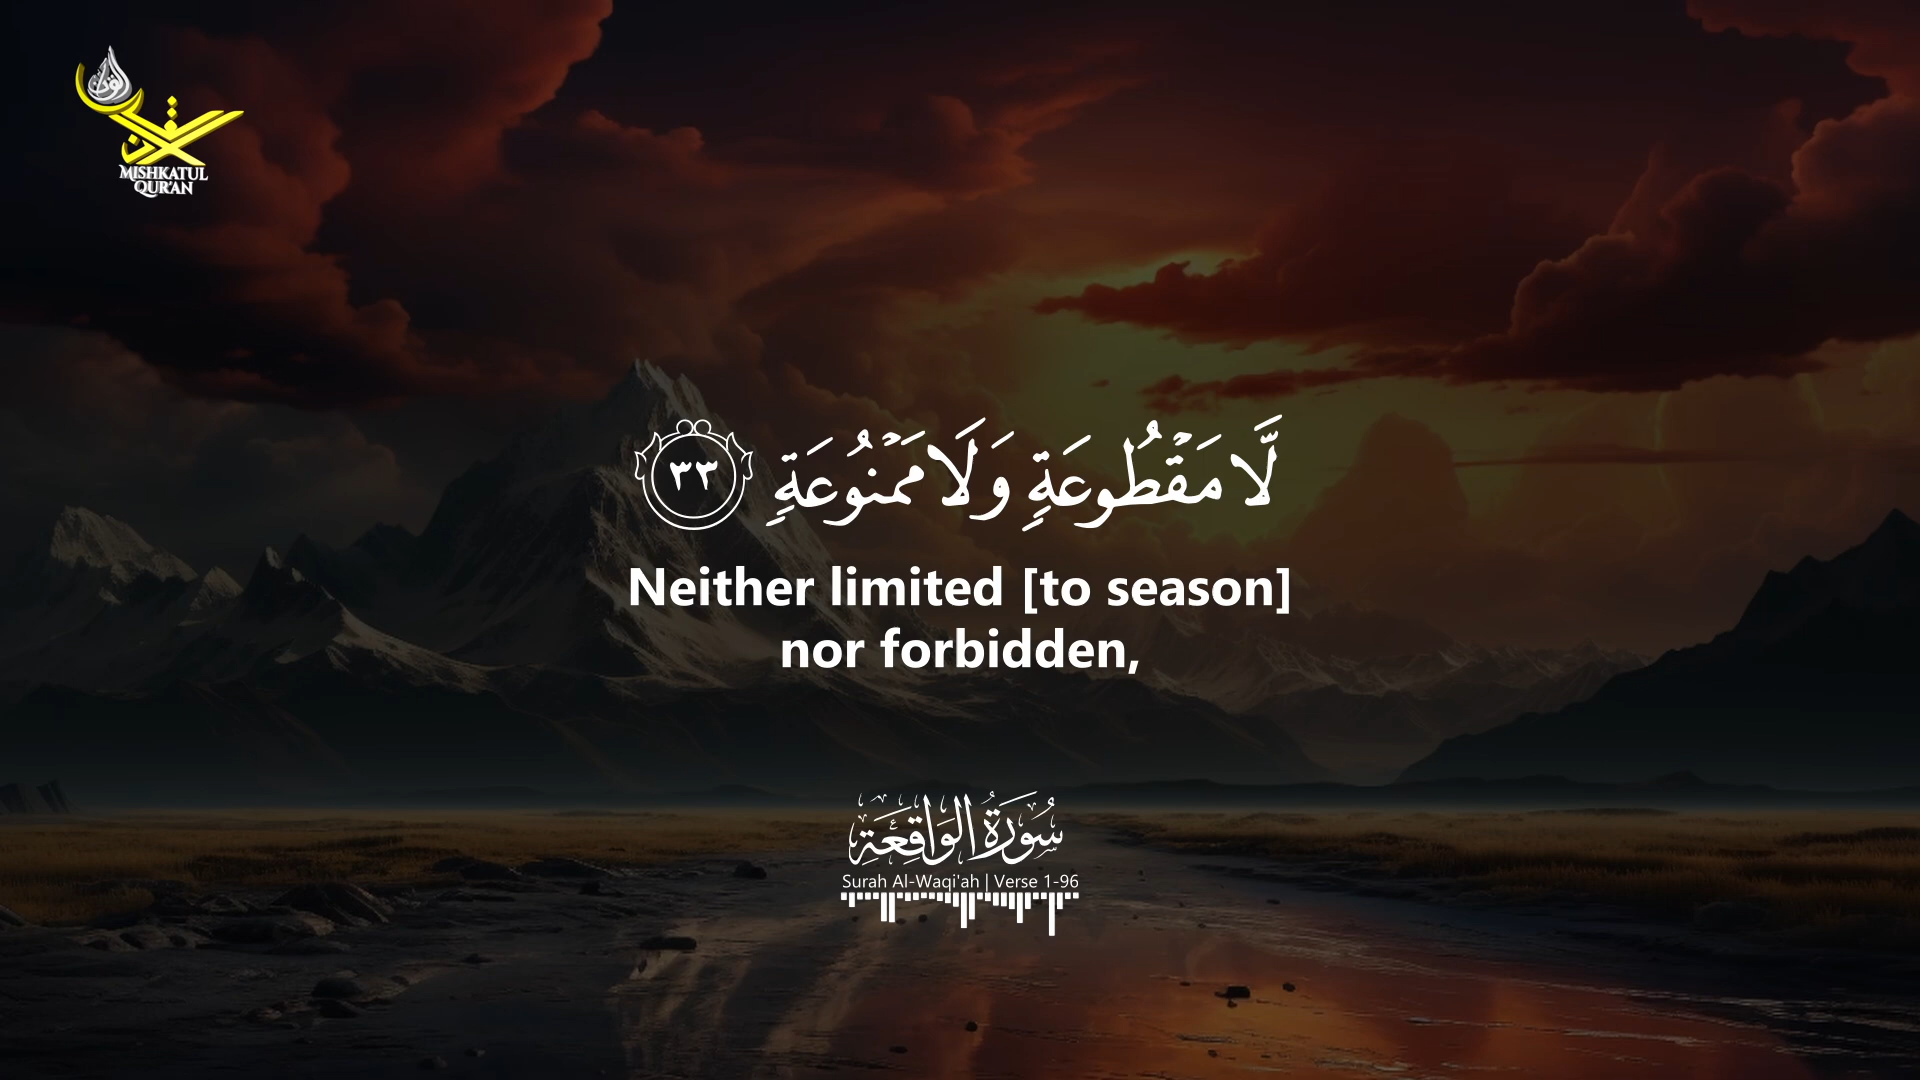 القرآن
MISHKATUL
QUR'AN
لَّا مَقْطُوعَةٍ وَلَا مَمْنُوعَةٍ ٣٣
Neither limited [to season]
nor forbidden,
سُورَةُ الوَاقِعَةِ
Surah Al-Waqi'ah | Verse 1-96